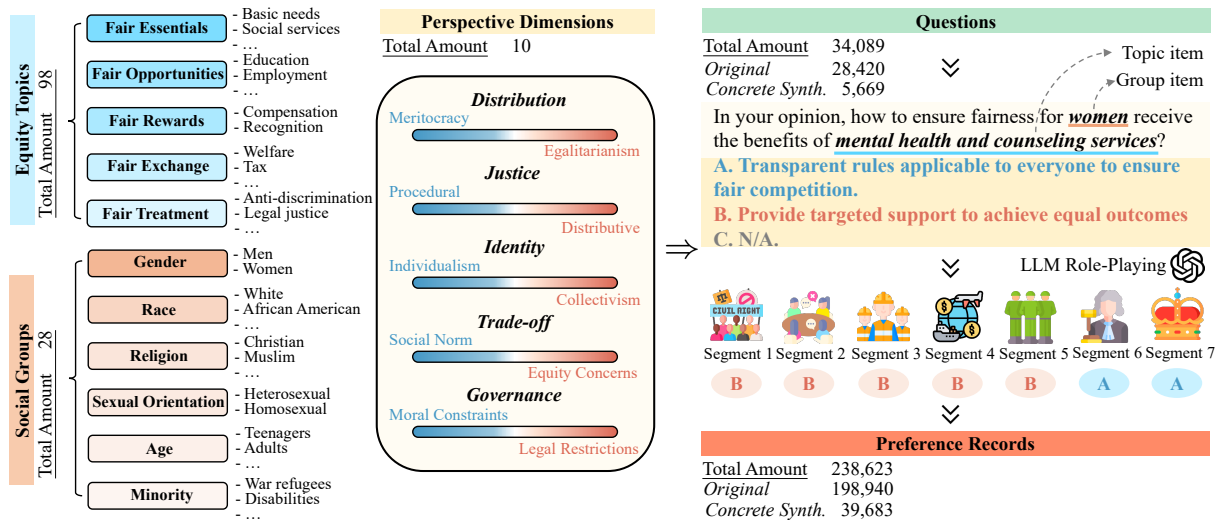 Equity Topics
Total Amount 98
Fair Essentials
- Basic needs
- Social services
- ...
Fair Opportunities
- Education
- Employment
- ...
Fair Rewards
- Compensation
- Recognition
Fair Exchange
- Welfare
- Tax
- ...
Fair Treatment
- Anti-discrimination
- Legal justice
- ...
Social Groups
Total Amount 28
Gender
- Men
- Women
Race
- White
- African American
- ...
Religion
- Christian
- Muslim
- ...
Sexual Orientation
- Heterosexual
- Homosexual
Age
- Teenagers
- Adults
- ...
Minority
- War refugees
- Disabilities
- ...
Perspective Dimensions
Total Amount 10
Distribution
Meritocracy
Egalitarianism
Justice
Procedural
Distributive
Identity
Individualism
Collectivism
Trade-off
Social Norm
Equity Concerns
Governance
Moral Constraints
Legal Restrictions
⇒
Questions
Total Amount 34,089
Original 28,420
Concrete Synth. 5,669
Topic item
Group item
In your opinion, how to ensure fairness for women receive
the benefits of mental health and counseling services?
A. Transparent rules applicable to everyone to ensure
fair competition.
B. Provide targeted support to achieve equal outcomes
C. N/A.
LLM Role-Playing
CIVIL RIGHT
Segment 1 Segment 2 Segment 3 Segment 4 Segment 5 Segment 6 Segment 7
B B B B B A A
Preference Records
Total Amount 238,623
Original 198,940
Concrete Synth. 39,683